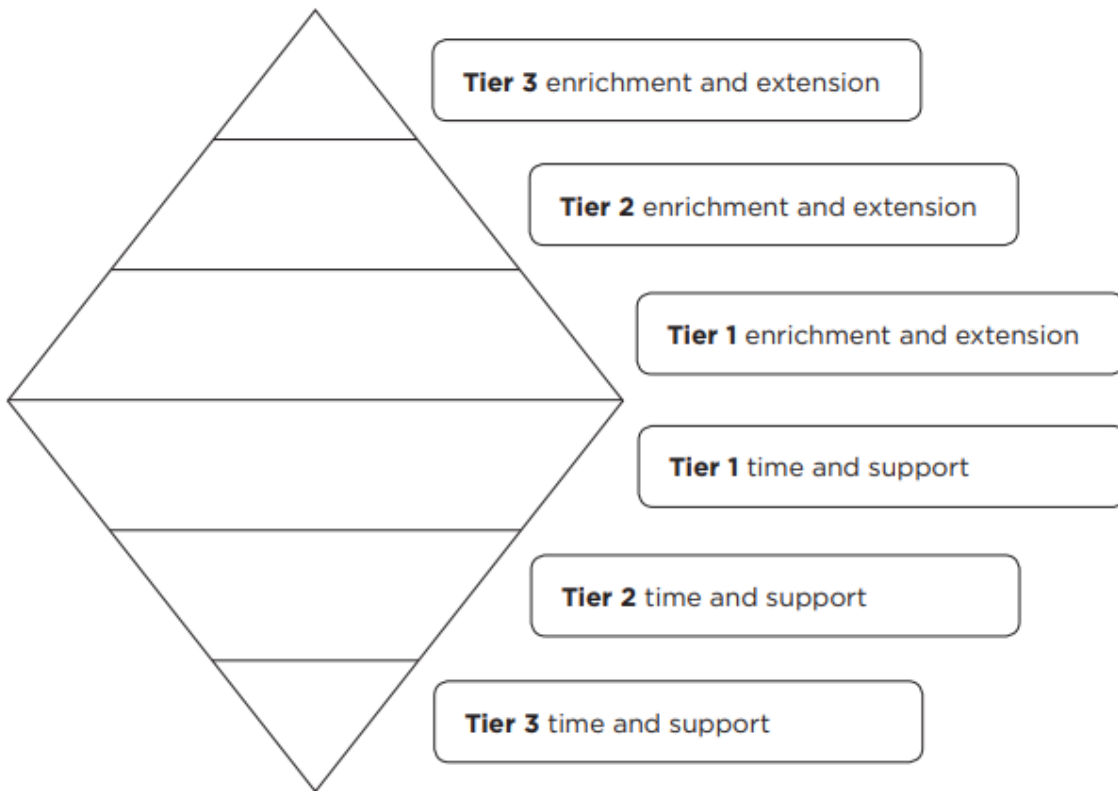 Tier 3 enrichment and extension
Tier 2 enrichment and extension
Tier 1 enrichment and extension
Tier 1 time and support
Tier 2 time and support
Tier 3 time and support